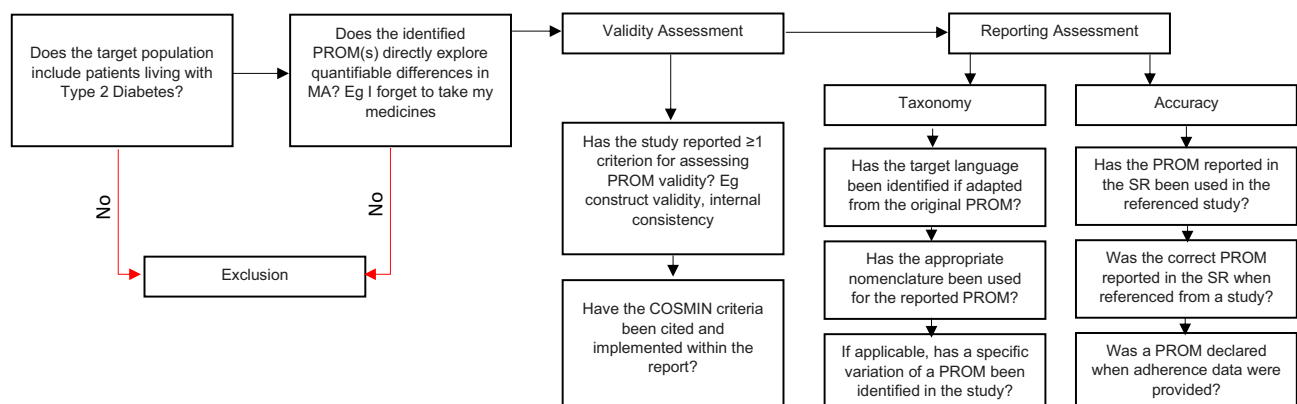 Does the target population
include patients living with
Type 2 Diabetes?
Does the identified
PROM(s) directly explore
quantifiable differences in
MA? Eg I forget to take my
medicines
No
No
Exclusion
Validity Assessment
Has the study reported ≥1
criterion for assessing
PROM validity? Eg
construct validity, internal
consistency
Have the COSMIN criteria
been cited and
implemented within the
report?
Reporting Assessment
Taxonomy
Has the target language
been identified if adapted
from the original PROM?
Has the appropriate
nomenclature been used
for the reported PROM?
If applicable, has a specific
variation of a PROM been
identified in the study?
Accuracy
Has the PROM reported in
the SR been used in the
referenced study?
Was the correct PROM
reported in the SR when
referenced from a study?
Was a PROM declared
when adherence data were
provided?